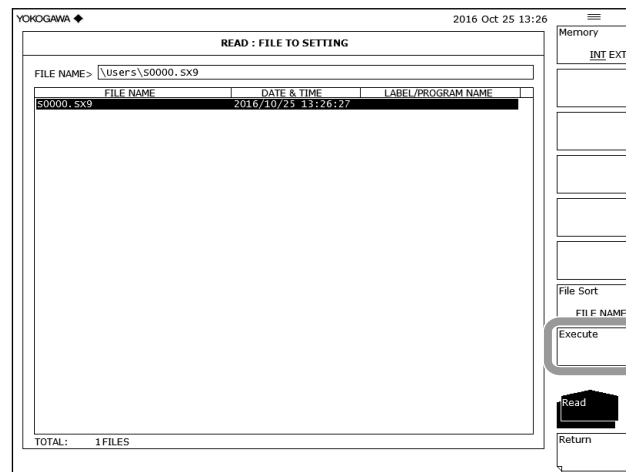 YOKOGAWA ◆ 2016 Oct 25 13:26
READ : FILE TO SETTING
FILE NAME> \Users\S0000.SX9
FILE NAME DATE & TIME LABEL/PROGRAM NAME
S0000.SX9 2016/10/25 13:26:27
TOTAL: 1FILES
Memory
INT EXT
File Sort
FILE NAME
Execute
Read
Return